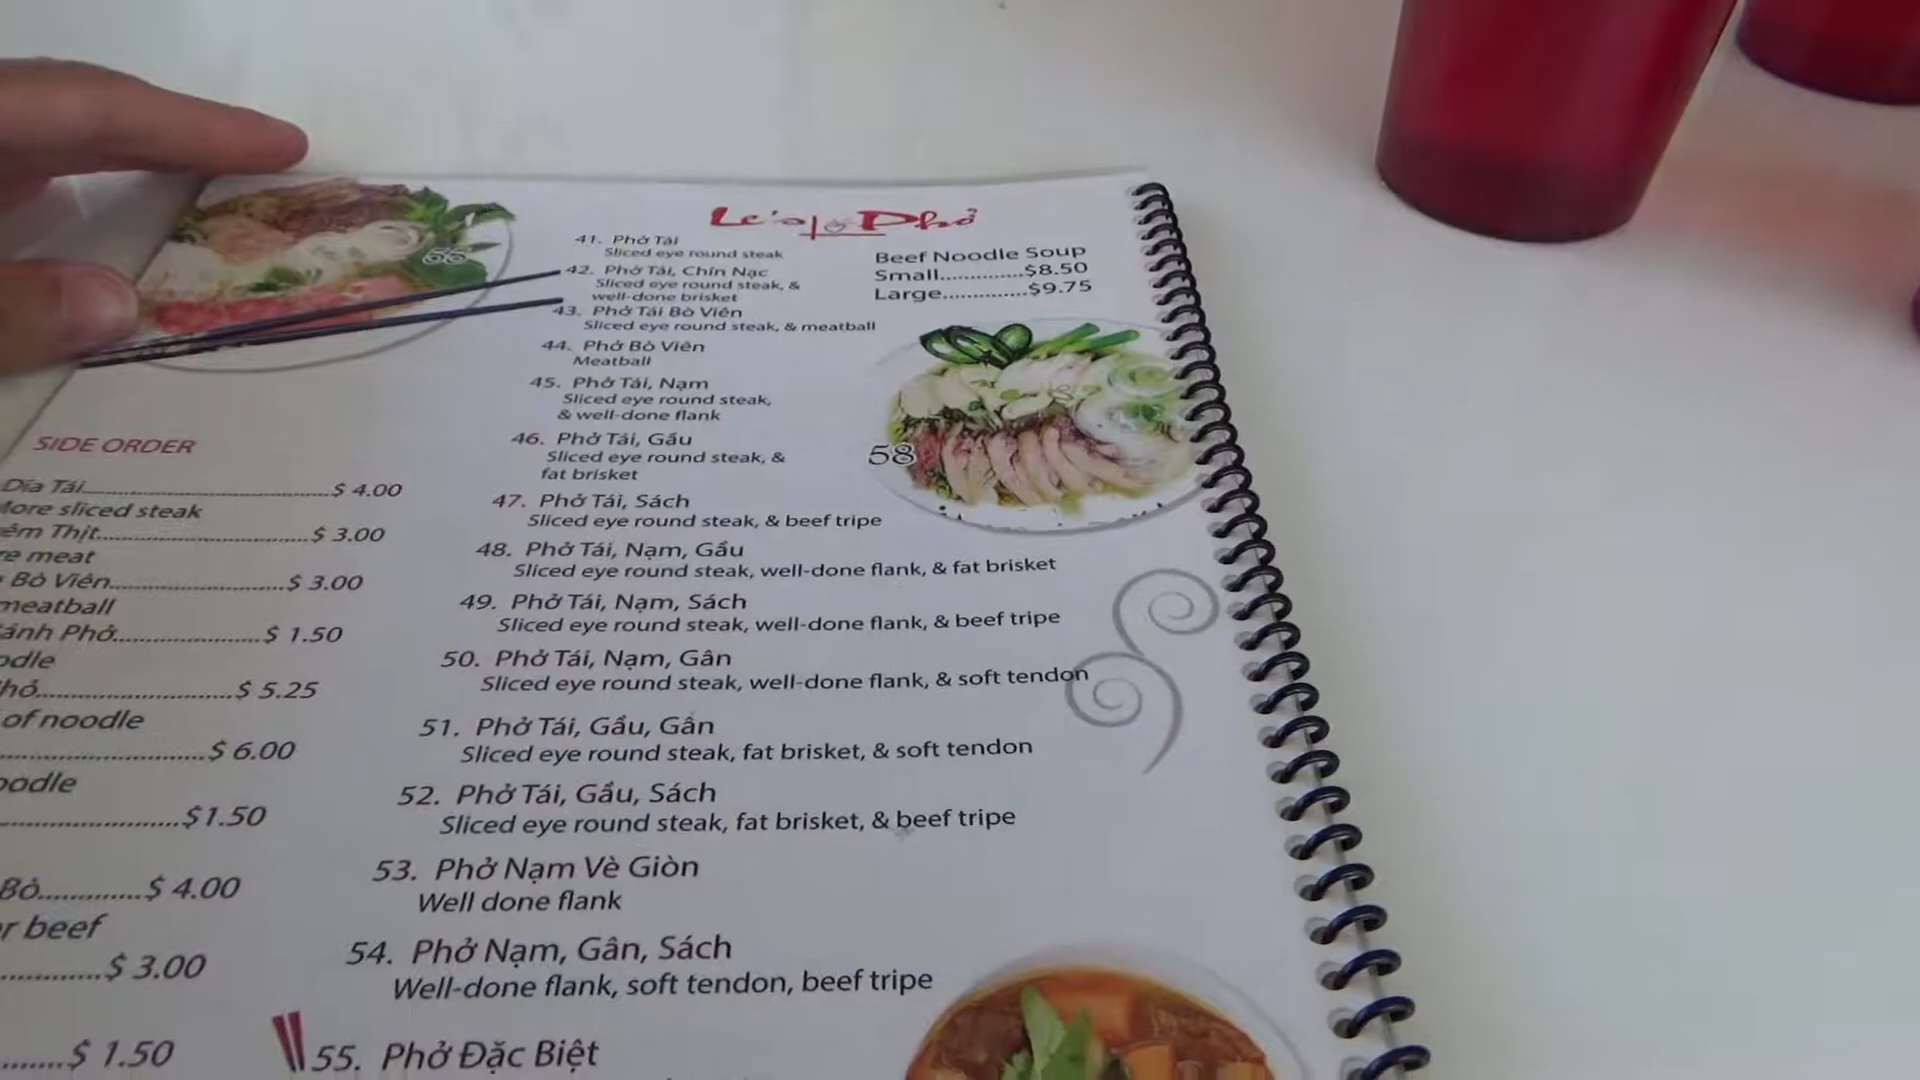 Le's Phở
41. Phở Tái
Sliced eye round steak
42. Phở Tái, Chín Nạc
Sliced eye round steak, &
well-done brisket
43. Phở Tái Bò Viên
Sliced eye round steak, & meatball
44. Phở Bò Viên
Meatball
45. Phở Tái, Nạm
Sliced eye round steak,
& well-done flank
46. Phở Tái, Gầu
Sliced eye round steak, &
fat brisket
47. Phở Tái, Sách
Sliced eye round steak, & beef tripe
48. Phở Tái, Nạm, Gầu
Sliced eye round steak, well-done flank, & fat brisket
49. Phở Tái, Nạm, Sách
Sliced eye round steak, well-done flank, & beef tripe
50. Phở Tái, Nạm, Gân
Sliced eye round steak, well-done flank, & soft tendon
51. Phở Tái, Gầu, Gân
Sliced eye round steak, fat brisket, & soft tendon
52. Phở Tái, Gầu, Sách
Sliced eye round steak, fat brisket, & beef tripe
53. Phở Nạm Vè Giòn
Well done flank
54. Phở Nạm, Gân, Sách
Well-done flank, soft tendon, beef tripe
55. Phở Đặc Biệt
Beef Noodle Soup
Small..............$8.50
Large..............$9.75
58
55
SIDE ORDER
Dĩa Tái.......................................$ 4.00
More sliced steak
Thịt.................................$ 3.00
meat
Bò Viên...........................$ 3.00
meatball
Phở......................$ 1.50
..........................$ 5.25
of noodle
...........................$ 6.00
......................$1.50
Bò.............$ 4.00
beef
............$ 3.00
.......$ 1.50